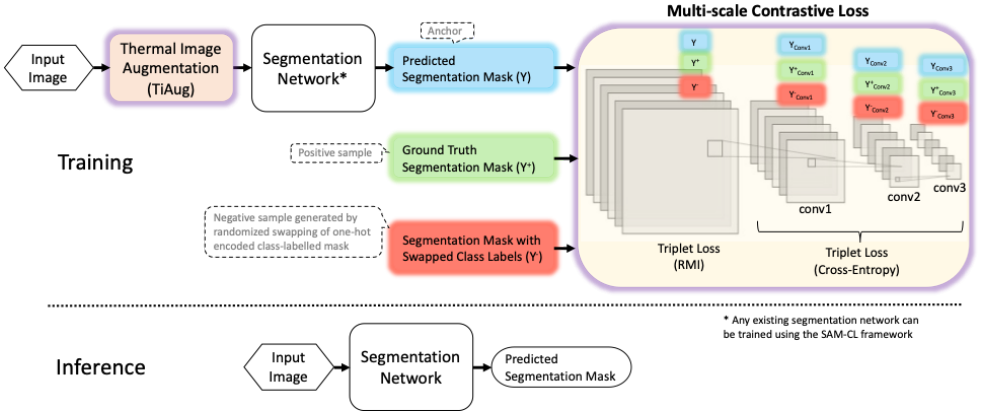 Multi-scale Contrastive Loss
Anchor
Input
Image
Thermal Image
Augmentation
(TiAug)
Segmentation
Network*
Predicted
Segmentation Mask (Y)
Y
Y⁺
Y⁻
YConv1
Y⁺Conv1
Y⁻Conv1
YConv2
Y⁺Conv2
Y⁻Conv2
YConv3
Y⁺Conv3
Y⁻Conv3
Training
Positive sample
Ground Truth
Segmentation Mask (Y⁺)
Negative sample generated by
randomized swapping of one-hot
encoded class-labelled mask
Segmentation Mask with
Swapped Class Labels (Y⁻)
conv1
conv2
conv3
Triplet Loss
(RMI)
Triplet Loss
(Cross-Entropy)
* Any existing segmentation network can
be trained using the SAM-CL framework
Inference
Input
Image
Segmentation
Network
Predicted
Segmentation Mask